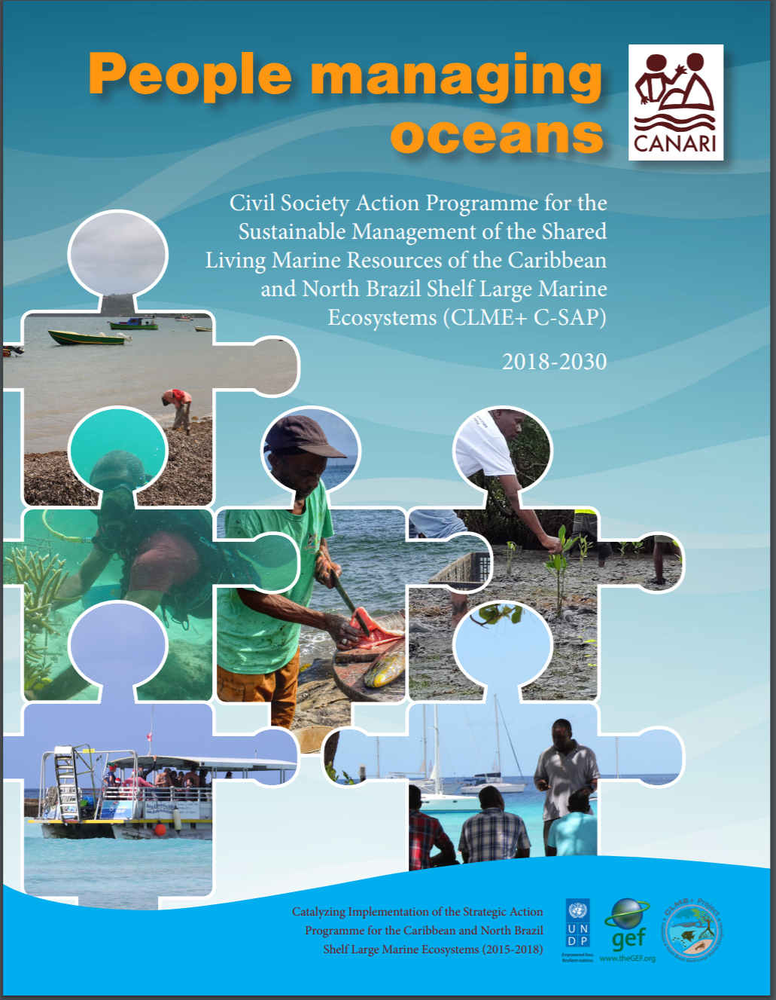 People managing
oceans
CANARI
Civil Society Action Programme for the
Sustainable Management of the Shared
Living Marine Resources of the Caribbean
and North Brazil Shelf Large Marine
Ecosystems (CLME+ C-SAP)
2018-2030
Catalyzing Implementation of the Strategic Action
Programme for the Caribbean and North Brazil
Shelf Large Marine Ecosystems (2015-2018)
U N
D P
Empowered lives.
Resilient nations.
gef
www.theGEF.org
CLME+ Project